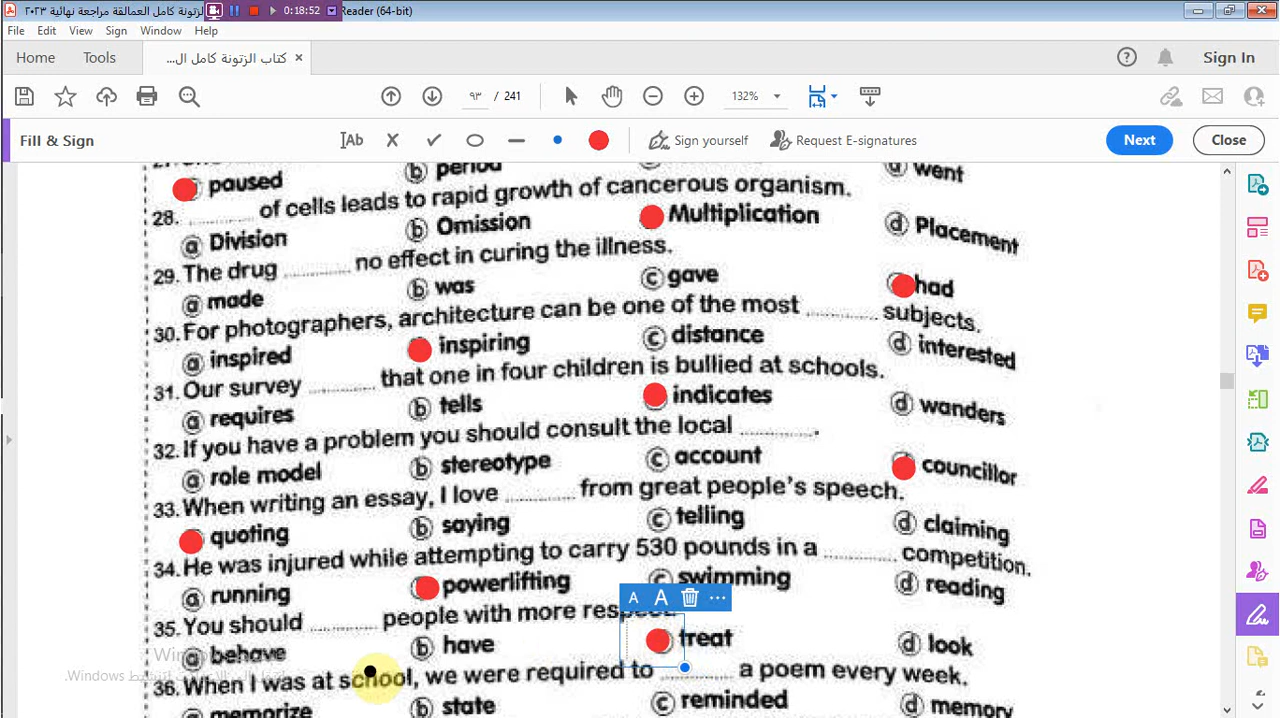 الزتونة كامل العمالقة مراجعة نهائية ٢٠٢٣ 0:18:52 Reader (64-bit)
File Edit View Sign Window Help
Home Tools كتاب الزتونة كامل ال... × Sign In
٩٣ / 241 132%
Fill & Sign Ab Sign yourself Request E-signatures Next Close
paused b period d went
28. ......... of cells leads to rapid growth of cancerous organism.
a Division b Omission Multiplication d Placement
29. The drug ......... no effect in curing the illness.
a made b was c gave had
30. For photographers, architecture can be one of the most ......... subjects.
a inspired inspiring c distance d interested
31. Our survey ......... that one in four children is bullied at schools.
a requires b tells indicates d wanders
32. If you have a problem you should consult the local .........
a role model b stereotype c account councillor
33. When writing an essay, I love ......... from great people's speech.
quoting b saying c telling d claiming
34. He was injured while attempting to carry 530 pounds in a ......... competition.
a running powerlifting c swimming d reading
A A ...
35. You should ......... people with more respect.
a behave b have treat d look
Windows
36. When I was at school, we were required to ......... a poem every week.
.Windows
a memorize b state c reminded d memory